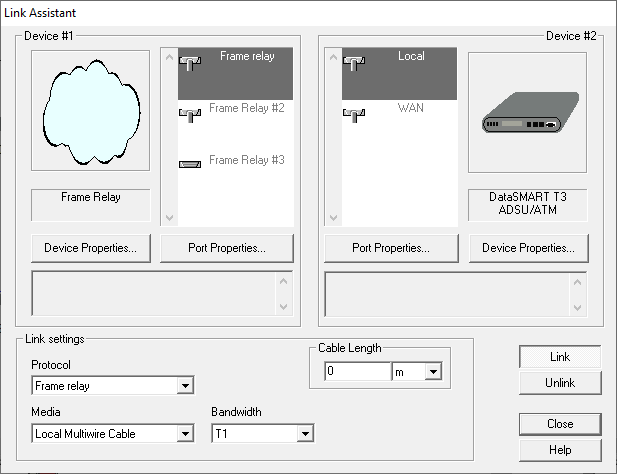 Link Assistant
Device #1
Frame relay
Frame Relay #2
Frame Relay #3
Frame Relay
Device Properties...
Port Properties...
Device #2
Local
WAN
DataSMART T3
ADSU/ATM
Port Properties...
Device Properties...
Link settings
Protocol
Frame relay
Cable Length
0
m
Media
Local Multiwire Cable
Bandwidth
T1
Link
Unlink
Close
Help